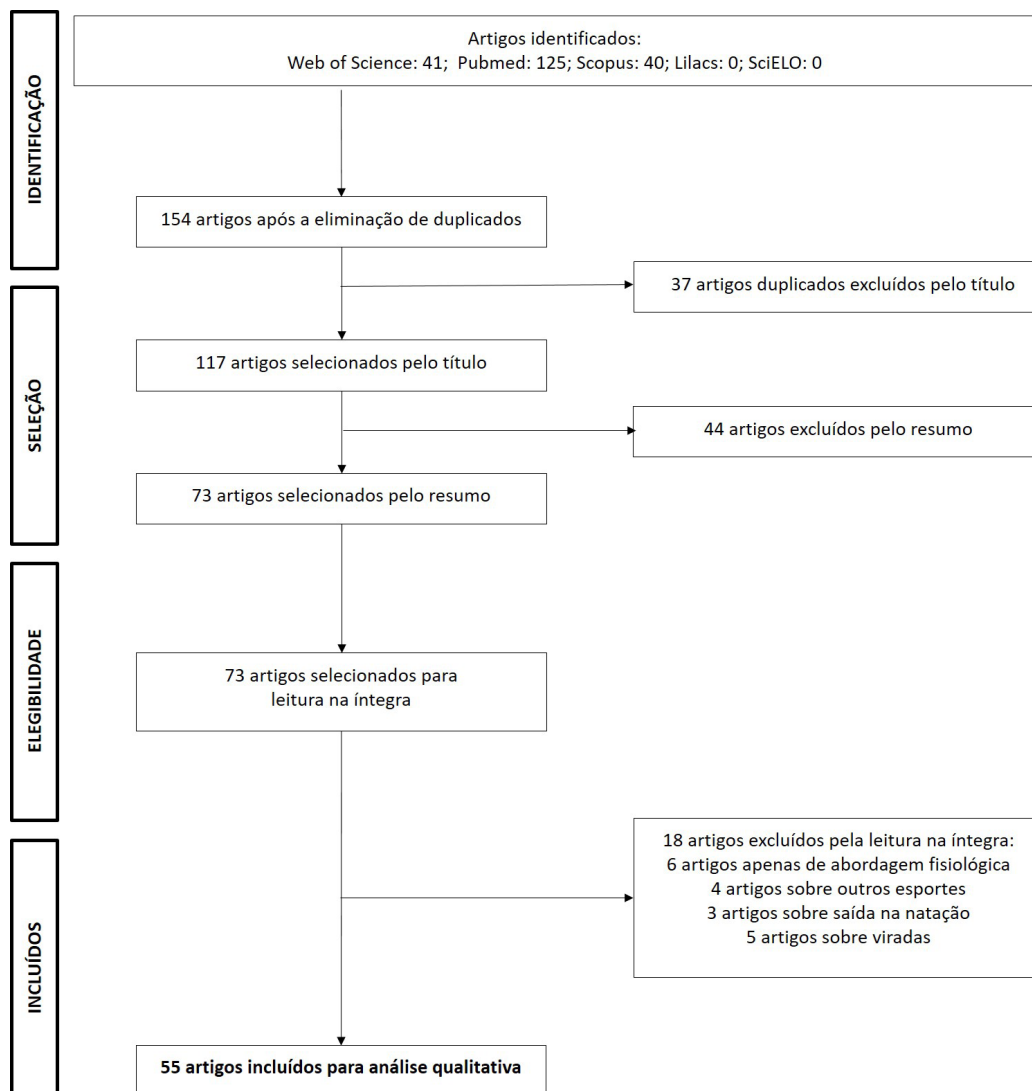 IDENTIFICAÇÃO
Artigos identificados:
Web of Science: 41;  Pubmed: 125; Scopus: 40; Lilacs: 0; SciELO: 0
154 artigos após a eliminação de duplicados
37 artigos duplicados excluídos pelo título
SELEÇÃO
117 artigos selecionados pelo título
44 artigos excluídos pelo resumo
73 artigos selecionados pelo resumo
ELEGIBILIDADE
73 artigos selecionados para
leitura na íntegra
INCLUÍDOS
18 artigos excluídos pela leitura na íntegra:
6 artigos apenas de abordagem fisiológica
4 artigos sobre outros esportes
3 artigos sobre saída na natação
5 artigos sobre viradas
55 artigos incluídos para análise qualitativa